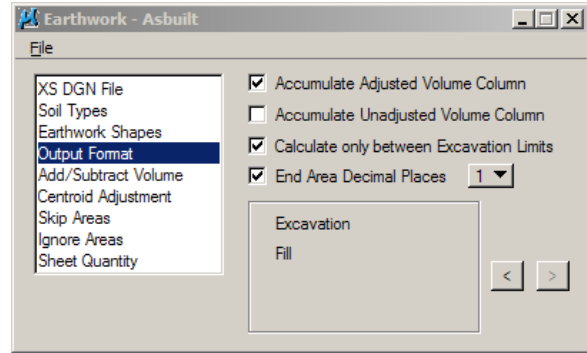 Earthwork - Asbuilt
File
XS DGN File
Soil Types
Earthwork Shapes
Output Format
Add/Subtract Volume
Centroid Adjustment
Skip Areas
Ignore Areas
Sheet Quantity
Accumulate Adjusted Volume Column
Accumulate Unadjusted Volume Column
Calculate only between Excavation Limits
End Area Decimal Places 1
Excavation
Fill
< >